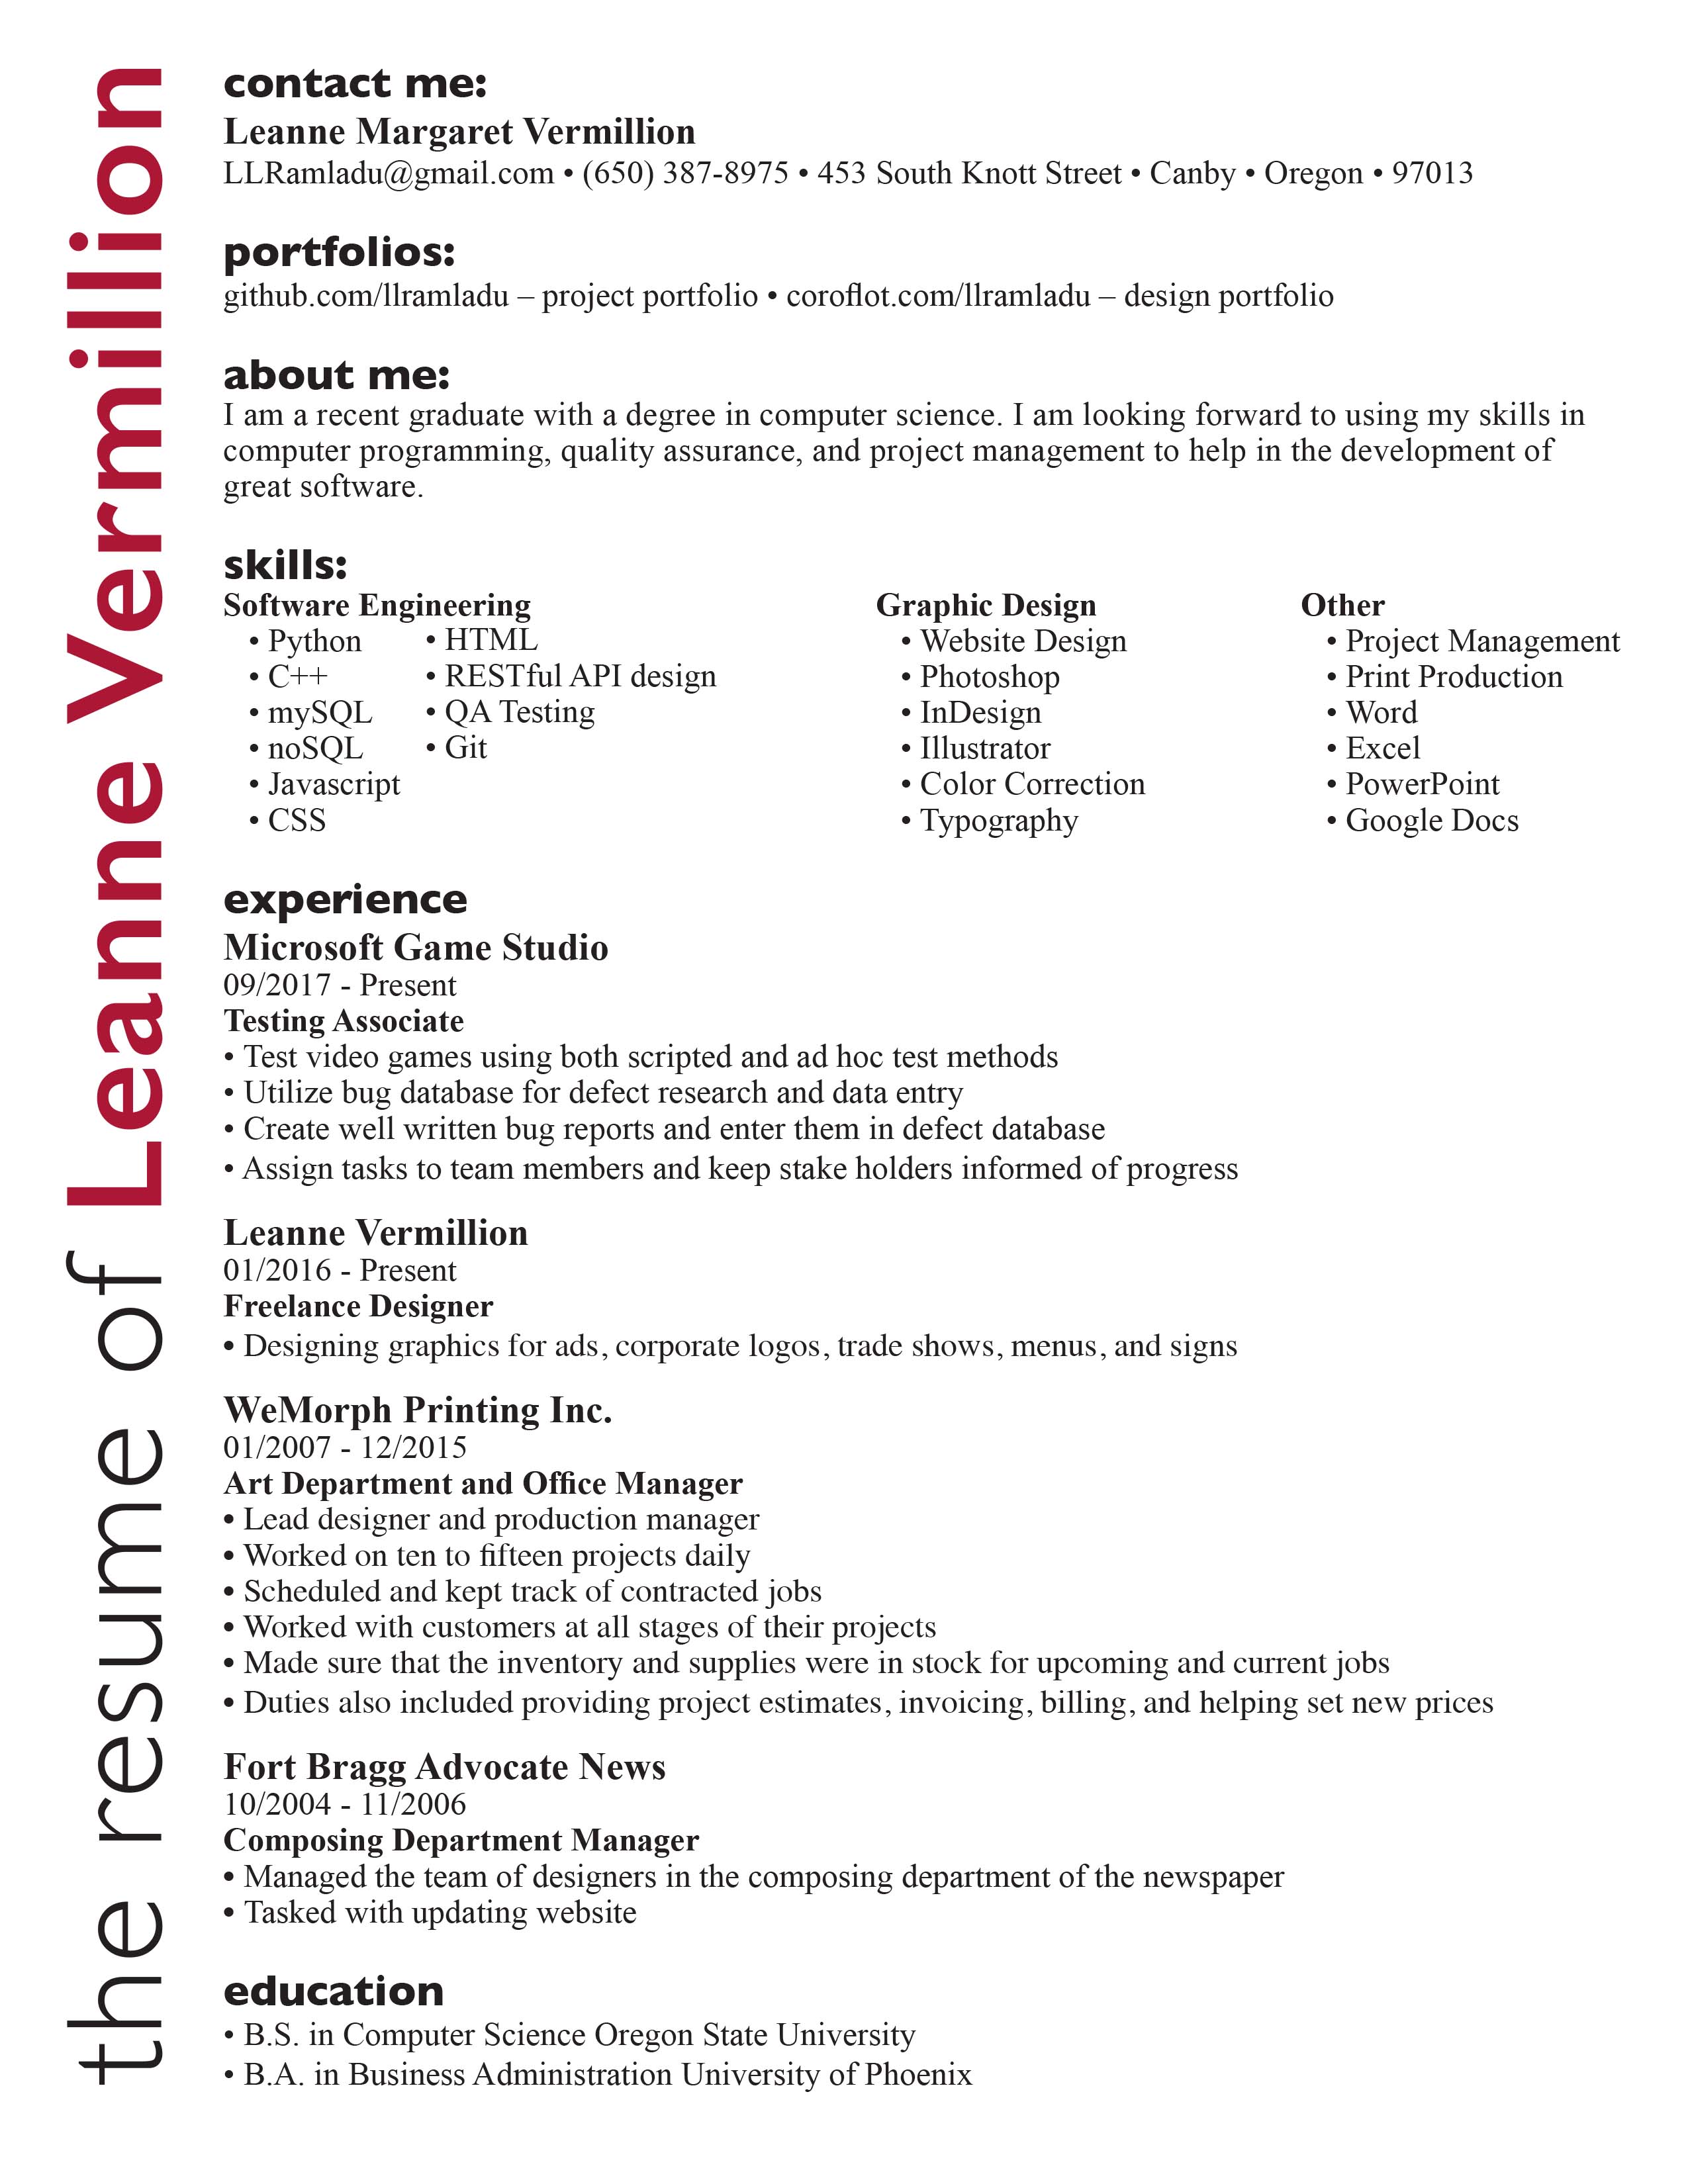 the resume of Leanne Vermillion
contact me:
Leanne Margaret Vermillion
LLRamladu@gmail.com • (650) 387-8975 • 453 South Knott Street • Canby • Oregon • 97013
portfolios:
github.com/llramladu – project portfolio • coroflot.com/llramladu – design portfolio
about me:
I am a recent graduate with a degree in computer science. I am looking forward to using my skills in
computer programming, quality assurance, and project management to help in the development of
great software.
skills:
Software Engineering
• Python
• C++
• mySQL
• noSQL
• Javascript
• CSS
• HTML
• RESTful API design
• QA Testing
• Git
Graphic Design
• Website Design
• Photoshop
• InDesign
• Illustrator
• Color Correction
• Typography
Other
• Project Management
• Print Production
• Word
• Excel
• PowerPoint
• Google Docs
experience
Microsoft Game Studio
09/2017 - Present
Testing Associate
• Test video games using both scripted and ad hoc test methods
• Utilize bug database for defect research and data entry
• Create well written bug reports and enter them in defect database
• Assign tasks to team members and keep stake holders informed of progress
Leanne Vermillion
01/2016 - Present
Freelance Designer
• Designing graphics for ads, corporate logos, trade shows, menus, and signs
WeMorph Printing Inc.
01/2007 - 12/2015
Art Department and Office Manager
• Lead designer and production manager
• Worked on ten to fifteen projects daily
• Scheduled and kept track of contracted jobs
• Worked with customers at all stages of their projects
• Made sure that the inventory and supplies were in stock for upcoming and current jobs
• Duties also included providing project estimates, invoicing, billing, and helping set new prices
Fort Bragg Advocate News
10/2004 - 11/2006
Composing Department Manager
• Managed the team of designers in the composing department of the newspaper
• Tasked with updating website
education
• B.S. in Computer Science Oregon State University
• B.A. in Business Administration University of Phoenix